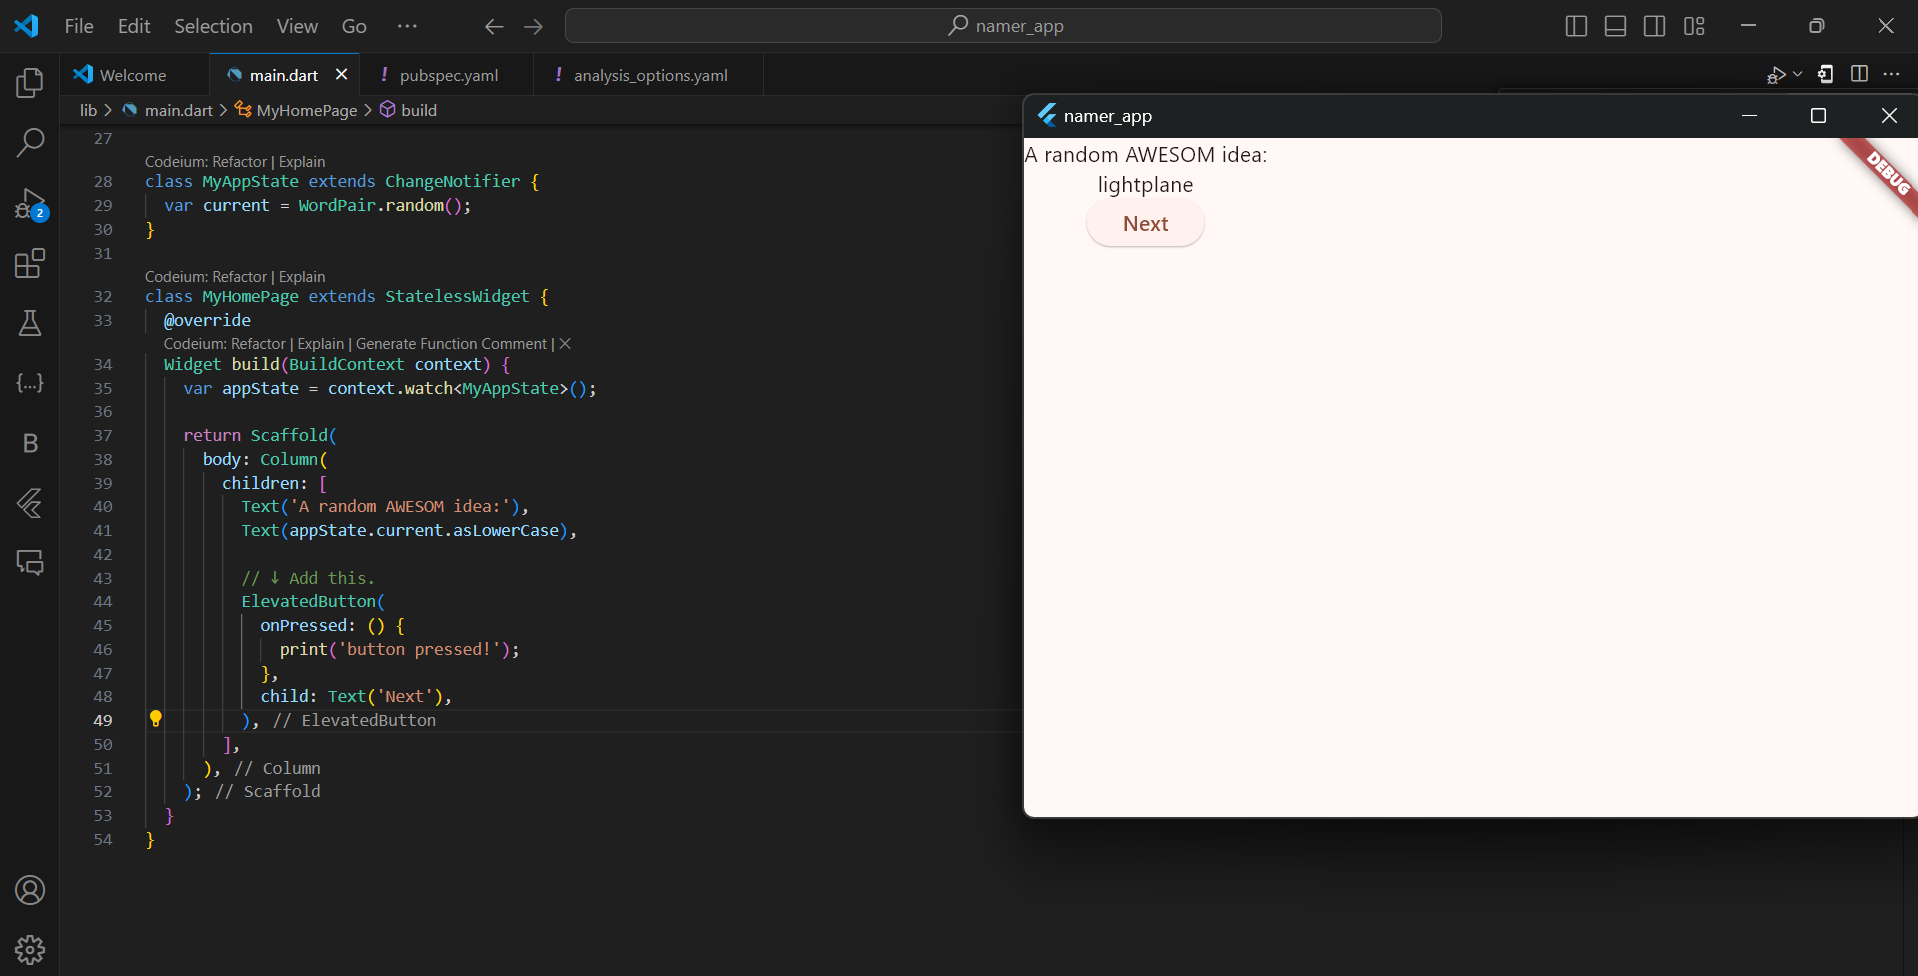 File Edit Selection View Go ···
namer_app
Welcome
main.dart
! pubspec.yaml
! analysis_options.yaml
lib > main.dart > MyHomePage > build
2
{...}
B
27
Codeium: Refactor | Explain
28 class MyAppState extends ChangeNotifier {
29 var current = WordPair.random();
30 }
31
Codeium: Refactor | Explain
32 class MyHomePage extends StatelessWidget {
33 @override
Codeium: Refactor | Explain | Generate Function Comment | ×
34 Widget build(BuildContext context) {
35 var appState = context.watch<MyAppState>();
36
37 return Scaffold(
38 body: Column(
39 children: [
40 Text('A random AWESOM idea:'),
41 Text(appState.current.asLowerCase),
42
43 // ↓ Add this.
44 ElevatedButton(
45 onPressed: () {
46 print('button pressed!');
47 },
48 child: Text('Next'),
49 ), // ElevatedButton
50 ],
51 ), // Column
52 ); // Scaffold
53 }
54 }
namer_app
A random AWESOM idea:
lightplane
Next
DEBUG